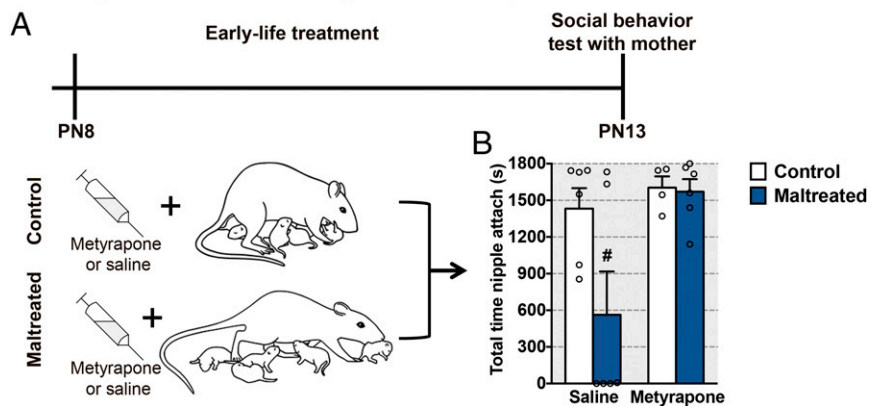 A
Early-life treatment
Social behavior
test with mother
PN8
PN13
Control
Metyrapone
or saline
+
Maltreated
Metyrapone
or saline
+
B
Total time nipple attach (s)
1800
1500
1200
900
600
300
0
#
Saline
Metyrapone
Control
Maltreated